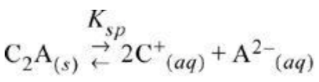 Kₛₚ
C₂A₍ₛ₎ ⇄ 2C⁺₍aq₎ + A²⁻₍aq₎